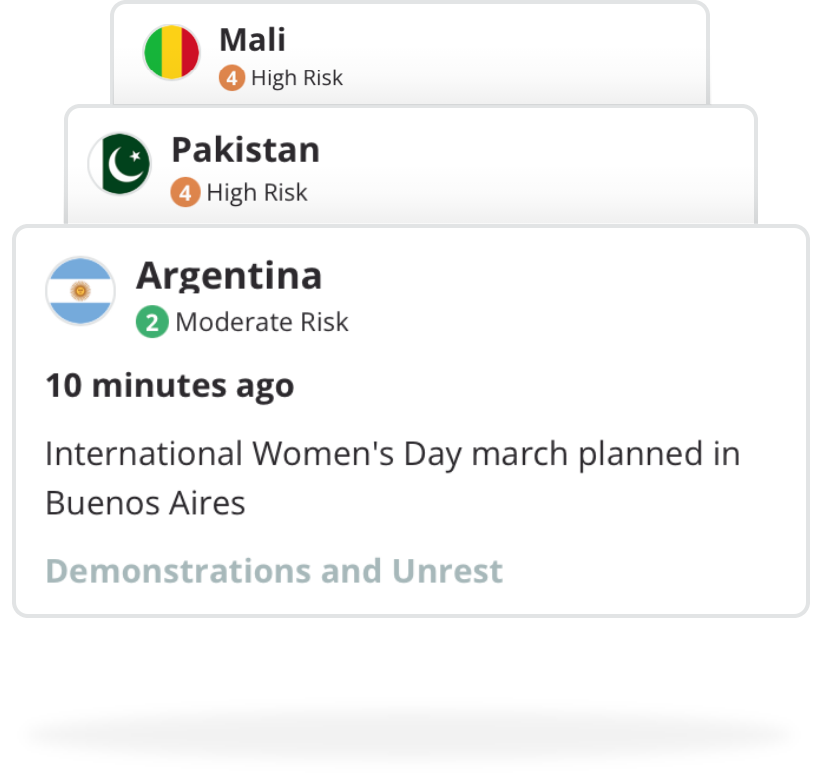 Mali
4 High Risk
Pakistan
4 High Risk
Argentina
2 Moderate Risk
10 minutes ago
International Women's Day march planned in
Buenos Aires
Demonstrations and Unrest